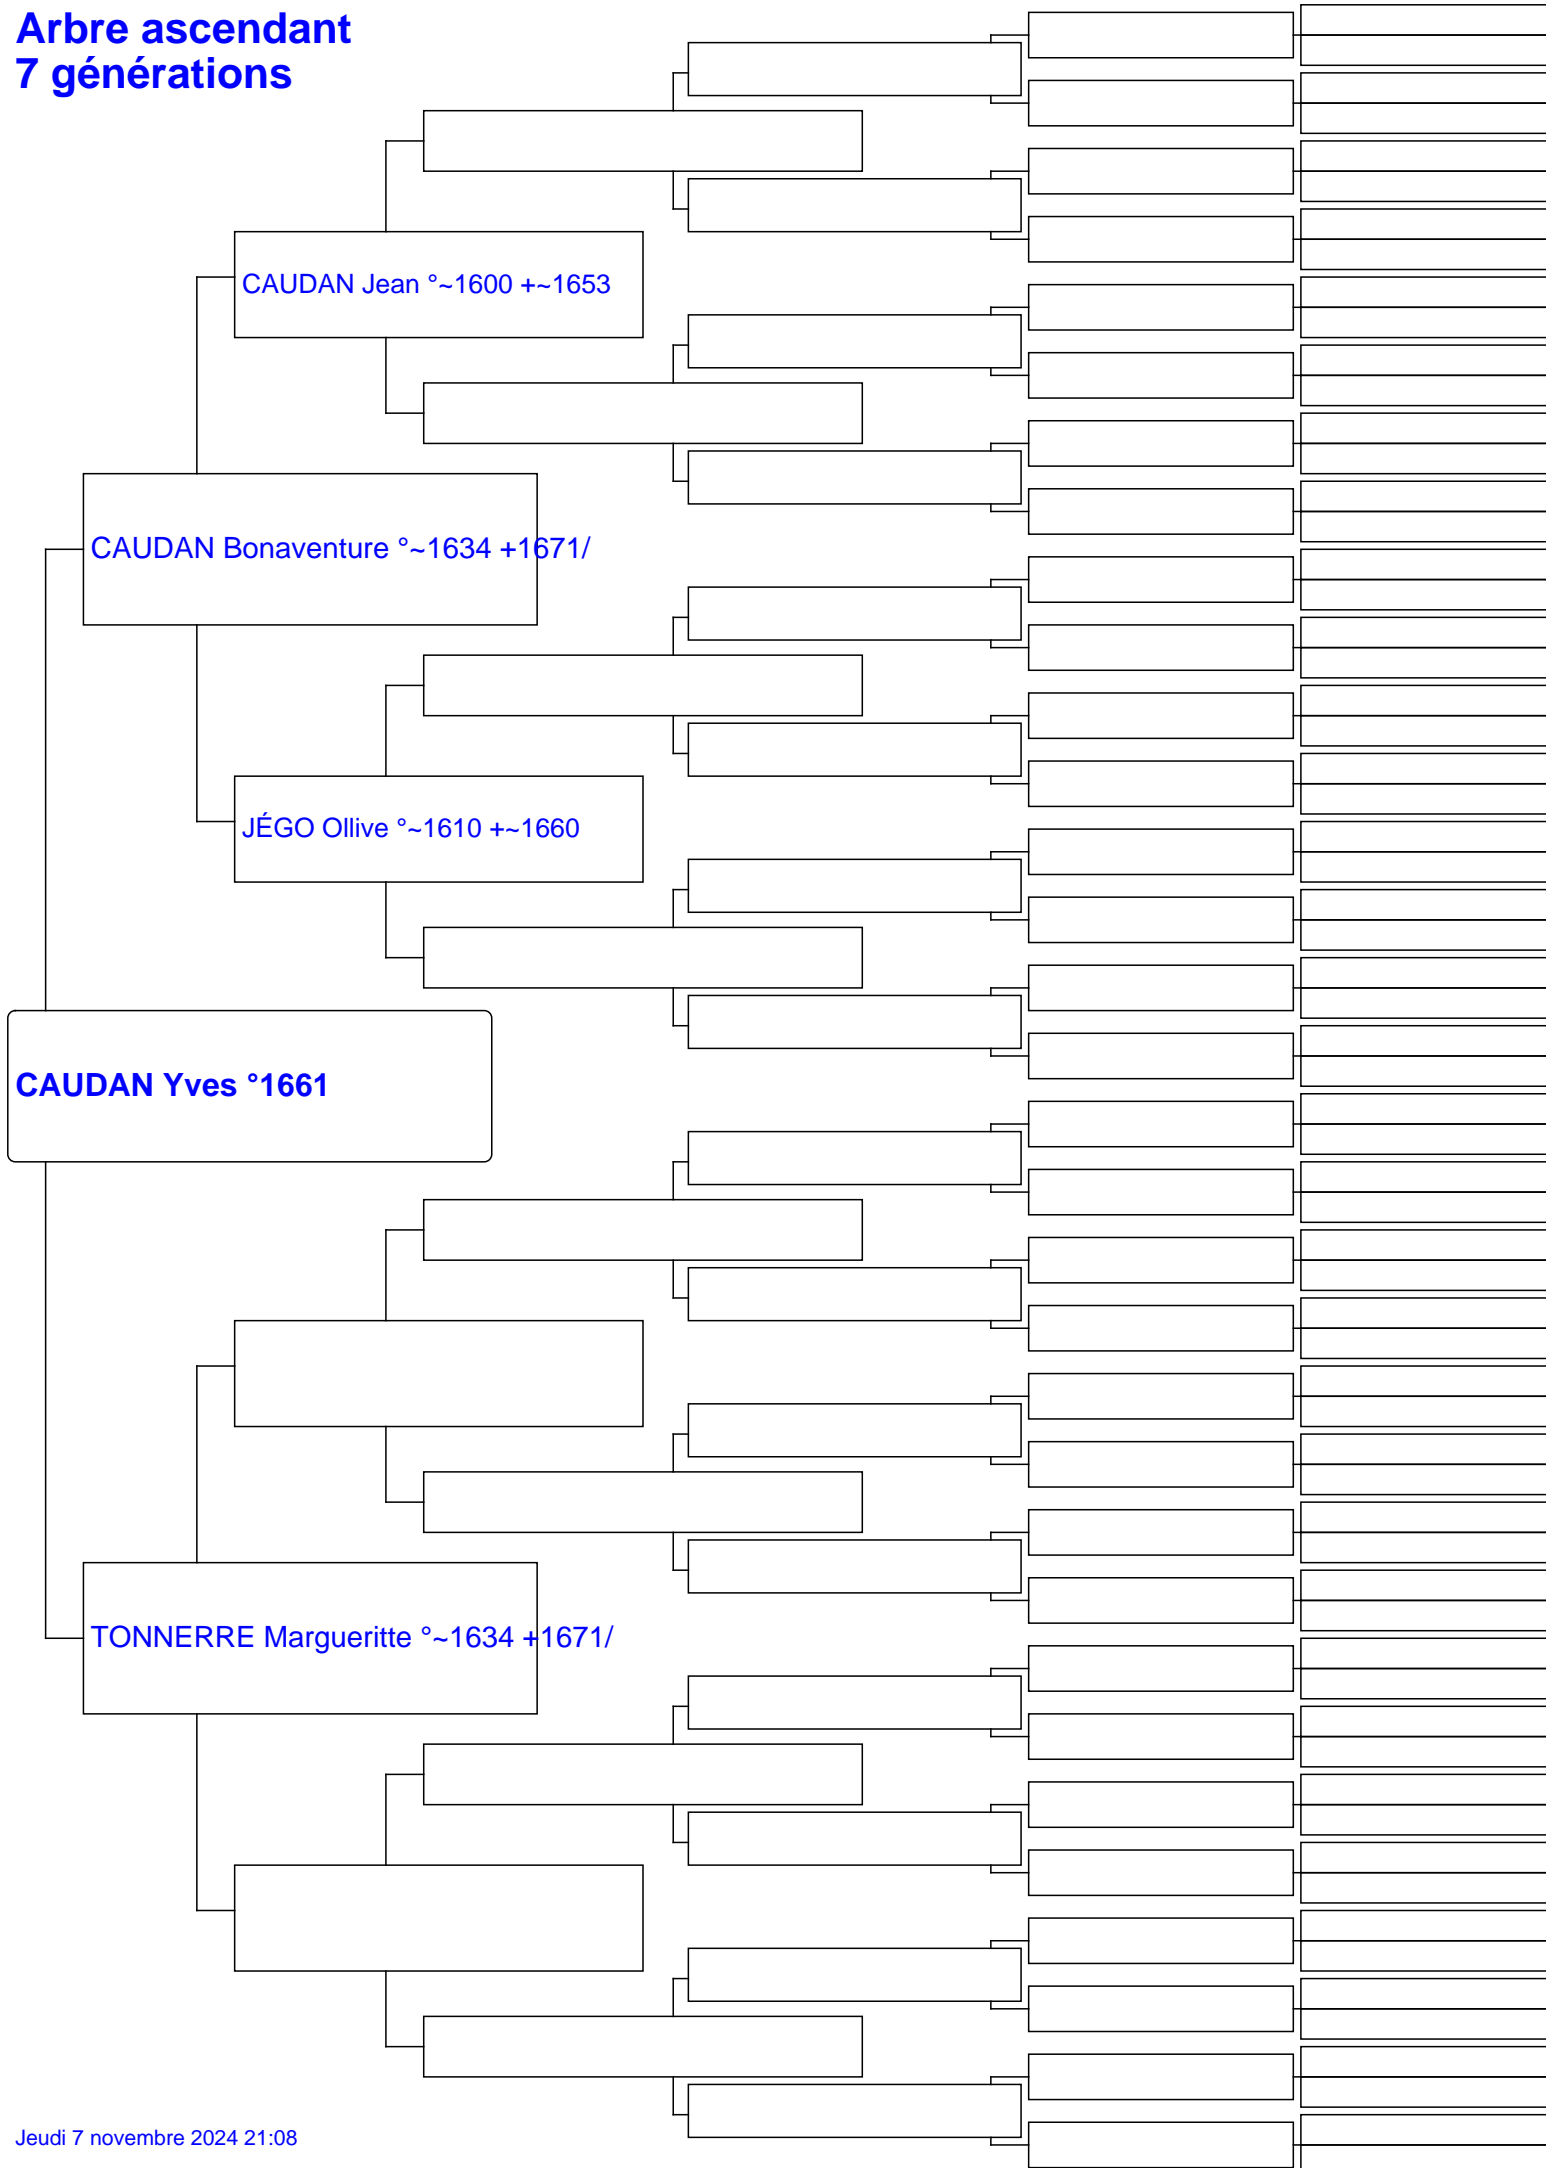 Arbre ascendant
7 générations
CAUDAN Jean °~1600 +~1653
CAUDAN Bonaventure °~1634 +1671/
JÉGO Ollive °~1610 +~1660
CAUDAN Yves °1661
TONNERRE Margueritte °~1634 +1671/
Jeudi 7 novembre 2024 21:08